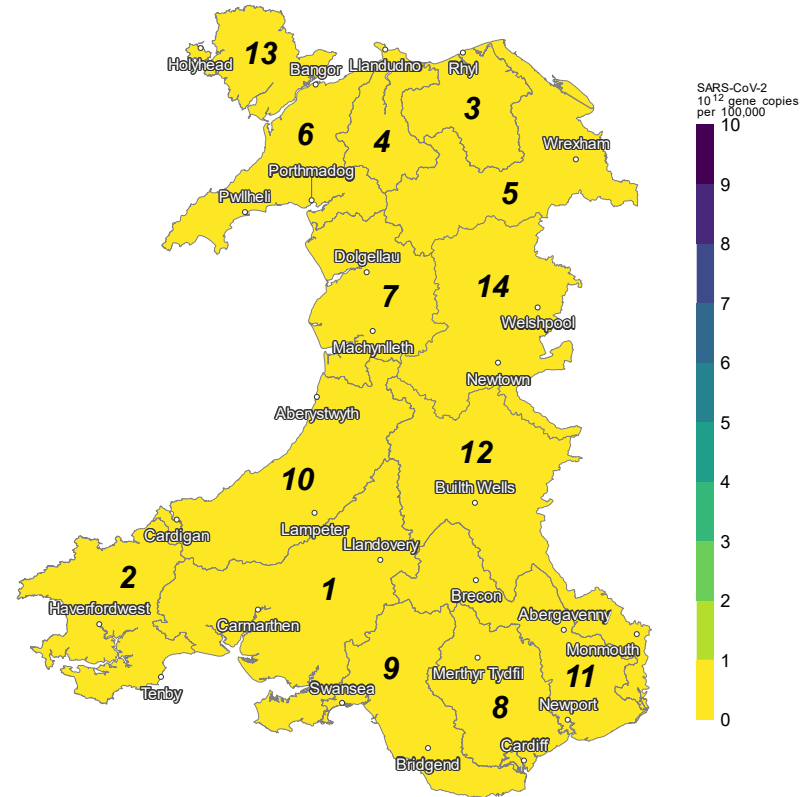 13
Holyhead
Bangor
Llandudno
Rhyl
SARS-CoV-2
10¹² gene copies
per 100,000
3
6
4
Wrexham
Porthmadog
5
Pwllheli
Dolgellau
14
7
Welshpool
Machynlleth
Newtown
Aberystwyth
12
10
Builth Wells
Lampeter
Cardigan
Llandovery
2
1
Brecon
Haverfordwest
Abergavenny
Carmarthen
Monmouth
9
Merthyr Tydfil
11
Tenby
Swansea
8
Newport
Cardiff
Bridgend
10
9
8
7
6
5
4
3
2
1
0